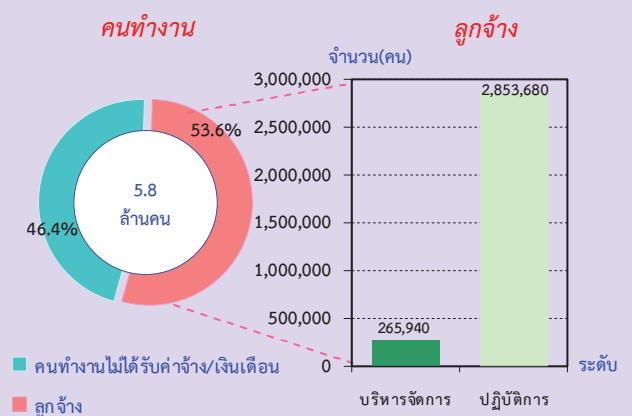 คนทำงาน
ลูกจ้าง
จำนวน(คน)
53.6%
46.4%
5.8
ล้านคน
3,000,000
2,500,000
2,000,000
1,500,000
1,000,000
500,000
0
2,853,680
265,940
ระดับ
บริหารจัดการ
ปฏิบัติการ
คนทำงานไม่ได้รับค่าจ้าง/เงินเดือน
ลูกจ้าง